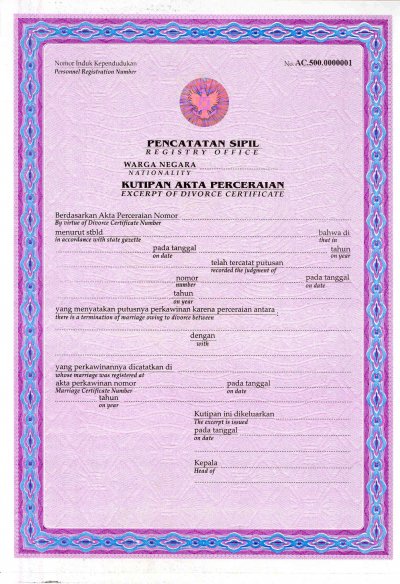 Nomor Induk Kependudukan
Personnel Registration Number
No. AC.500.0000001
PENCATATAN SIPIL
REGISTRY OFFICE
WARGA NEGARA
NATIONALITY
KUTIPAN AKTA PERCERAIAN
EXCERPT OF DIVORCE CERTIFICATE
Berdasarkan Akta Perceraian Nomor
By virtue of Divorce Certificate Number
menurut stbld bahwa di
in accordance with state gazette that in
pada tanggal tahun
on date on year
telah tercatat putusan
recorded the judgment of
nomor pada tanggal
number on date
tahun
on year
yang menyatakan putusnya perkawinan karena perceraian antara
there is a termination of marriage owing to divorce between
dengan
with
yang perkawinannya dicatatkan di
whose marriage was registered at
akta perkawinan nomor pada tanggal
Marriage Certificate Number on date
tahun
on year
Kutipan ini dikeluarkan
The excerpt is issued
pada tanggal
on date
Kepala
Head of